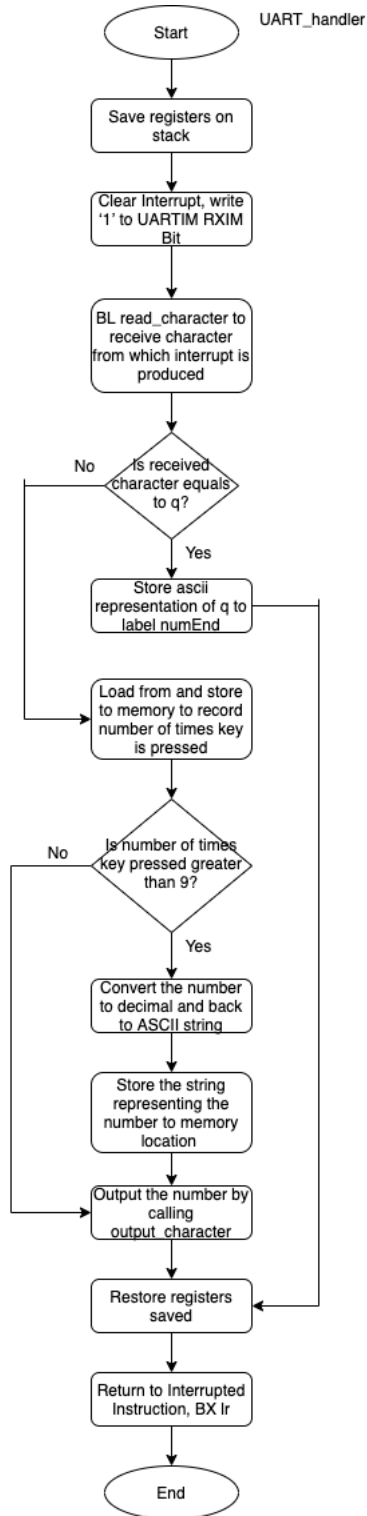 UART_handler
Start
Save registers on
stack
Clear Interrupt, write
‘1’ to UARTIM RXIM
Bit
BL read_character to
receive character
from which interrupt is
produced
No
Is received
character equals
to q?
Yes
Store ascii
representation of q to
label numEnd
Load from and store
to memory to record
number of times key
is pressed
No
Is number of times
key pressed greater
than 9?
Yes
Convert the number
to decimal and back
to ASCII string
Store the string
representing the
number to memory
location
Output the number by
calling
output_character
Restore registers
saved
Return to Interrupted
Instruction, BX lr
End